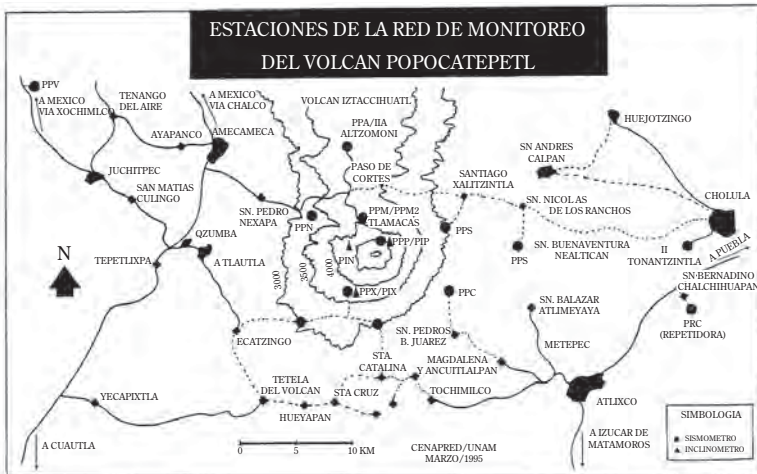 ESTACIONES DE LA RED DE MONITOREO
DEL VOLCAN POPOCATEPETL
PPV
A MEXICO
VIA XOCHIMLCO
TENANGO
DEL AIRE
A MEXICO
VIA CHALCO
AYAPANCO
AMECAMECA
VOLCAN IZTACCIHUATL
PPA/IIA
ALTZOMONI
HUEJOTZINGO
JUCHITPEC
SAN MATIAS
CULINGO
PASO DE
CORTES
SN ANDRES
CALPAN
SANTIAGO
XALITZINTLA
CHOLULA
SN. PEDRO
NEXAPA
PPN
PPM/PPM2
TLAMACAS
SN. NICOLAS
DE LOS RANCHOS
N
QZUMBA
PPP/PIP
PPS
PPS
SN. BUENAVENTURA
NEALTICAN
II
TONANTZINTLA
A PUEBLA
TEPETLIXPA
A TLAUTLA
PIN
3000
3500
4000
PPX/PIX
PPC
SN·BERNADINO
CHALCHIHUAPAN
SN. BALAZAR
ATLIMEYAYA
PRC
(REPETIDORA)
ECATZINGO
SN. PEDROS
B. JUAREZ
METEPEC
STA.
CATALINA
MAGDALENA
Y ANCUITLALPAN
YECAPIXTLA
TETELA
DEL VOLCAN
STA CRUZ
HUEYAPAN
TOCHIMILCO
ATLIXCO
SIMBOLOGIA
SISMOMETRO
INCLINOMETRO
A CUAUTLA
0 5 10 KM
CENAPRED/UNAM
MARZO/1995
A IZUCAR DE
MATAMOROS